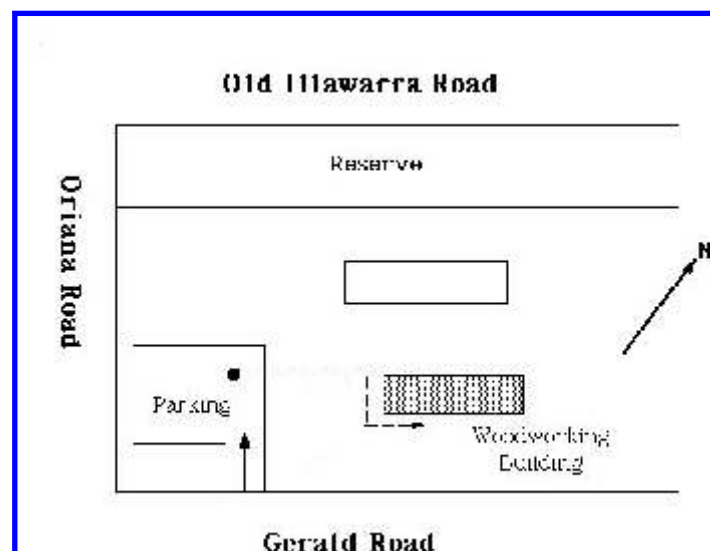 Old Illawarra Road
Reserve
Oriana Road
N
Parking
Woodworking
Building
Gerald Road